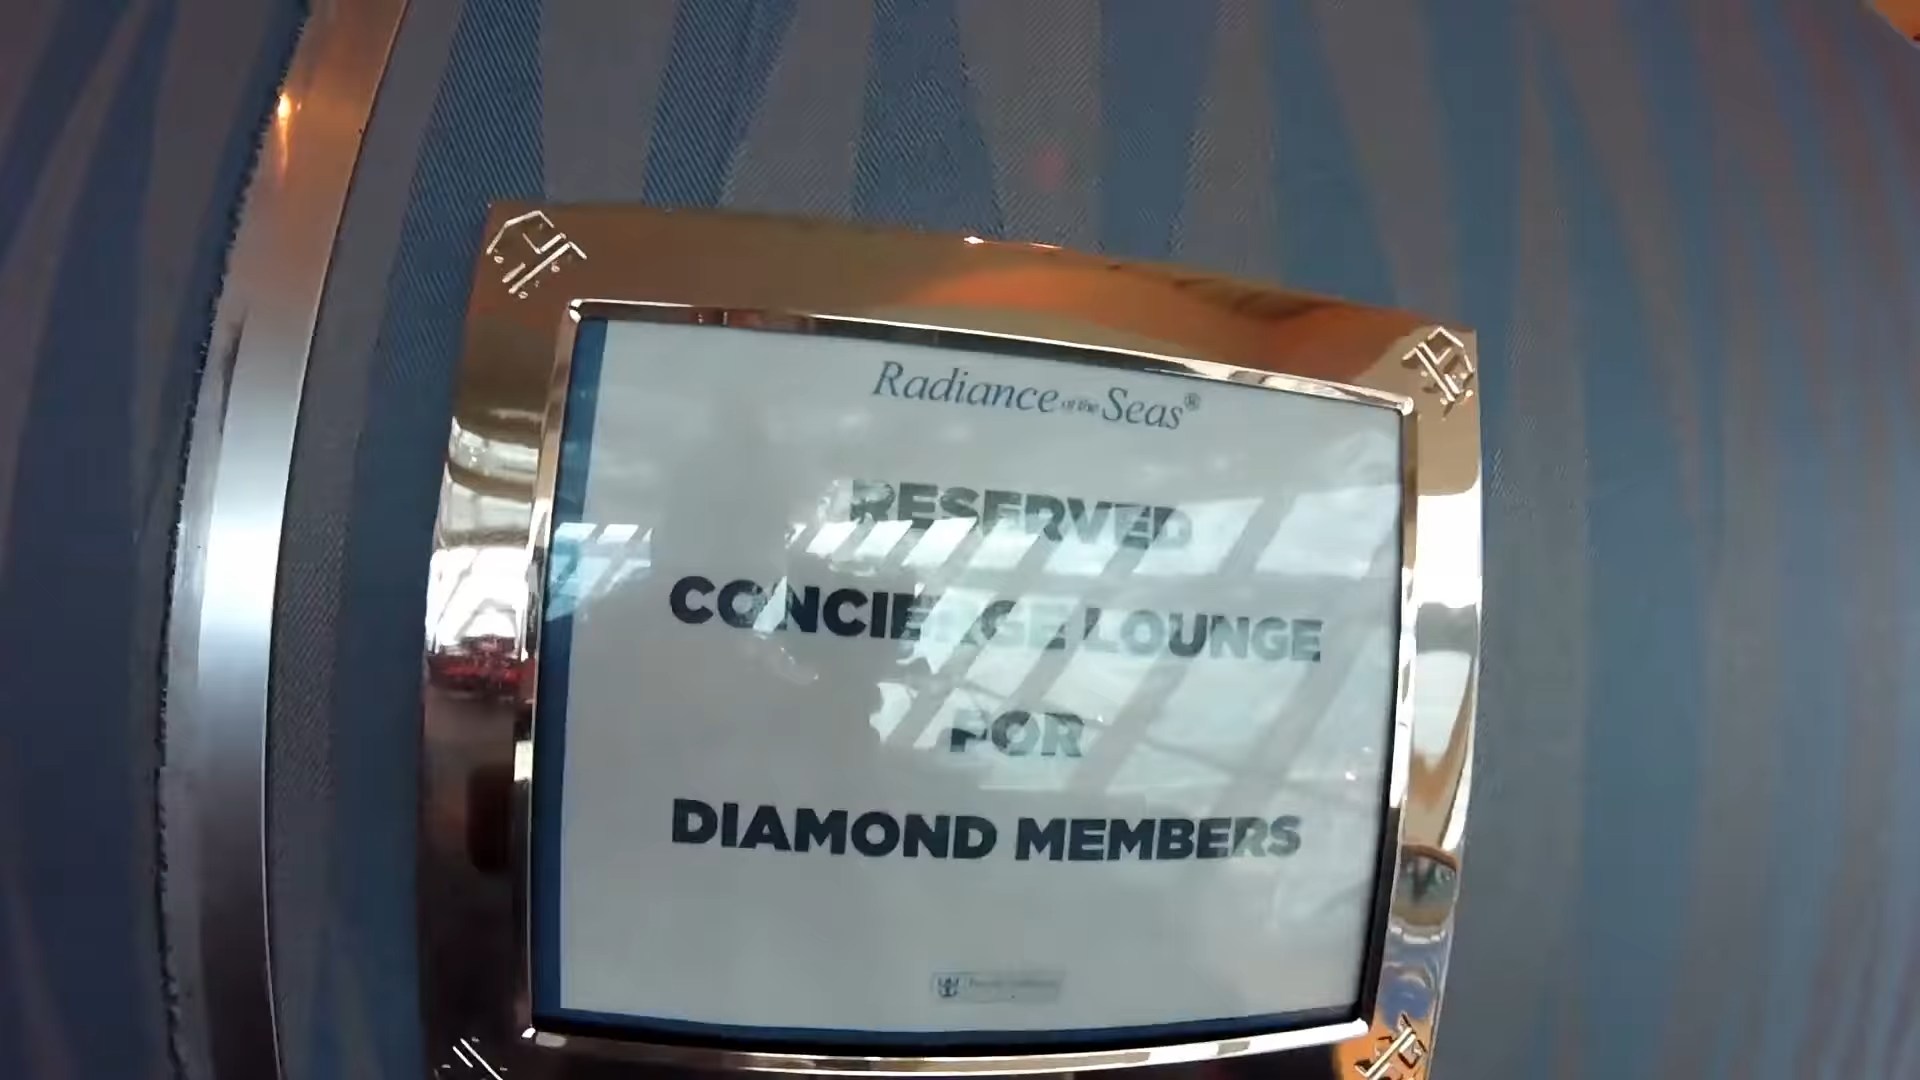 Radiance of the Seas®
RESERVED
CONCIERGE LOUNGE
FOR
DIAMOND MEMBERS